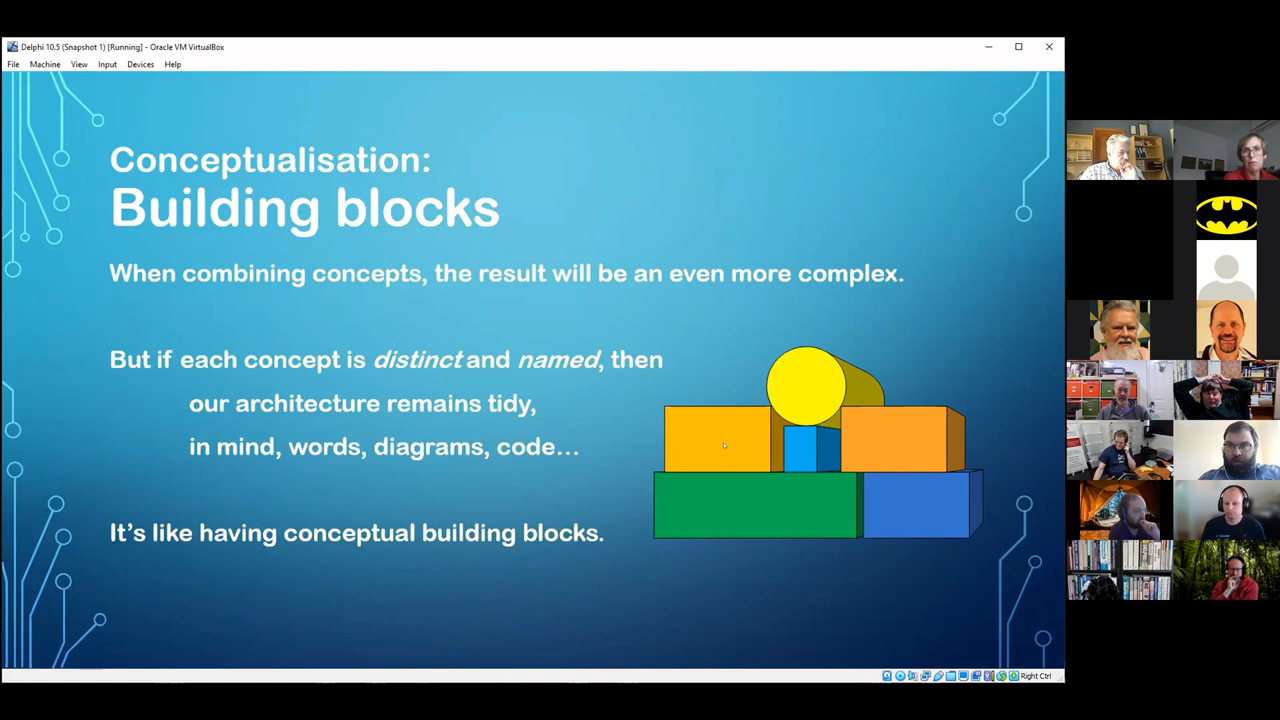 Delphi 10.5 (Snapshot 1) [Running] - Oracle VM VirtualBox
File Machine View Input Devices Help
Conceptualisation:
Building blocks
When combining concepts, the result will be an even more complex.
But if each concept is distinct and named, then
our architecture remains tidy,
in mind, words, diagrams, code...
It's like having conceptual building blocks.
Right Ctrl